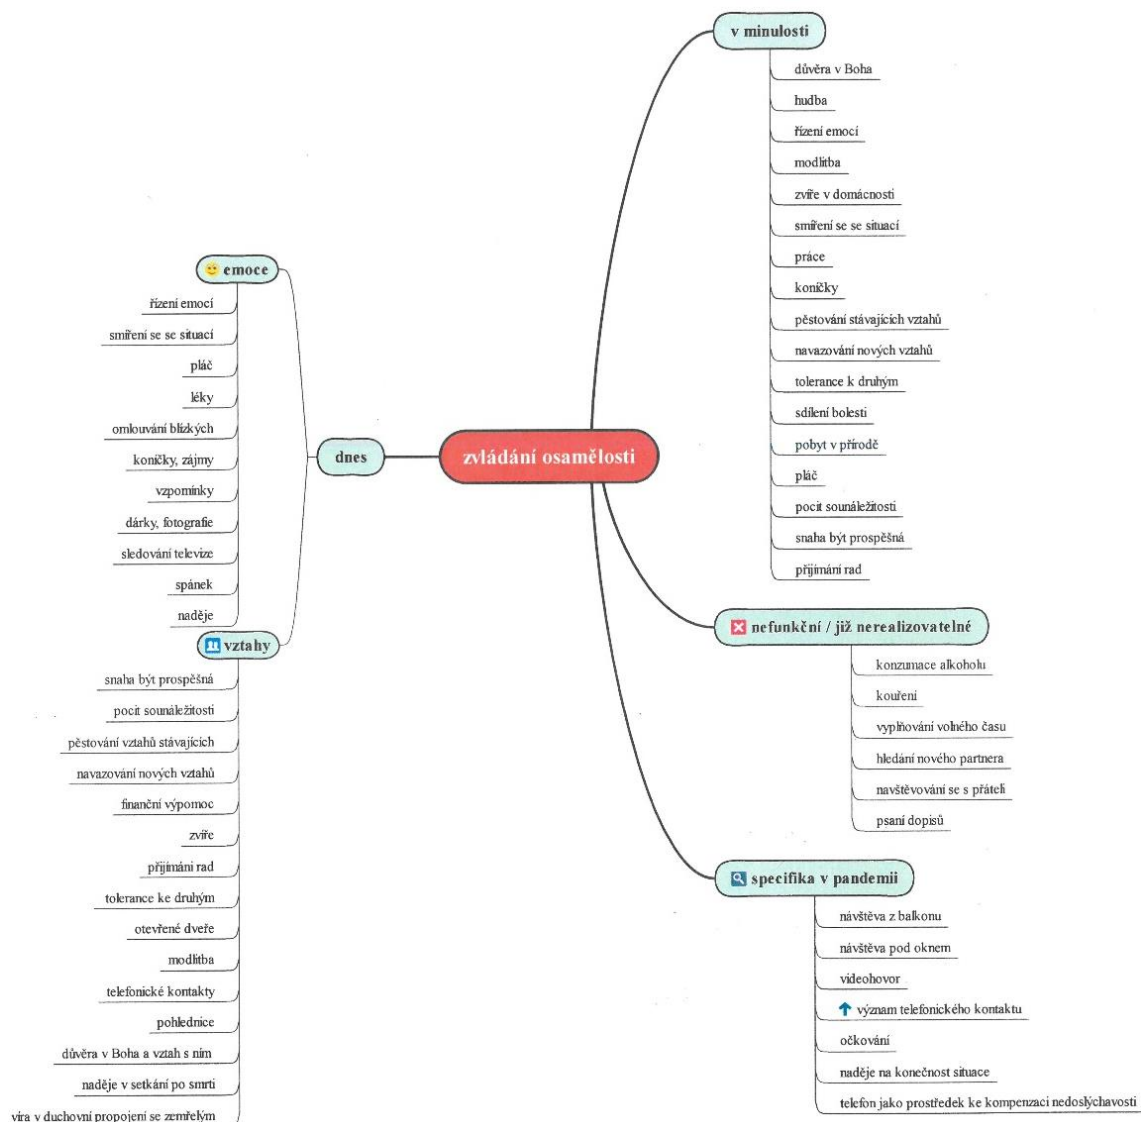 zvládání osamělosti
v minulosti
důvěra v Boha
hudba
řízení emocí
modlitba
zvíře v domácnosti
smíření se se situací
práce
koníčky
pěstování stávajících vztahů
navazování nových vztahů
tolerance k druhým
sdílení bolesti
pobyt v přírodě
pláč
pocit sounáležitosti
snaha být prospěšná
přijímání rad
nefunkční / již nerealizovatelné
konzumace alkoholu
kouření
vyplňování volného času
hledání nového partnera
navštěvování se s přáteli
psaní dopisů
specifika v pandemii
návštěva z balkonu
návštěva pod oknem
videohovor
význam telefonického kontaktu
očkování
naděje na konečnost situace
telefon jako prostředek ke kompenzaci nedoslýchavosti
dnes
emoce
řízení emocí
smíření se se situací
pláč
léky
omlouvání blízkých
koníčky, zájmy
vzpomínky
dárky, fotografie
sledování televize
spánek
naděje
vztahy
snaha být prospěšná
pocit sounáležitosti
pěstování vztahů stávajících
navazování nových vztahů
finanční výpomoc
zvíře
přijímání rad
tolerance ke druhým
otevřené dveře
modlitba
telefonické kontakty
pohlednice
důvěra v Boha a vztah s ním
naděje v setkání po smrti
víra v duchovní propojení se zemřelým